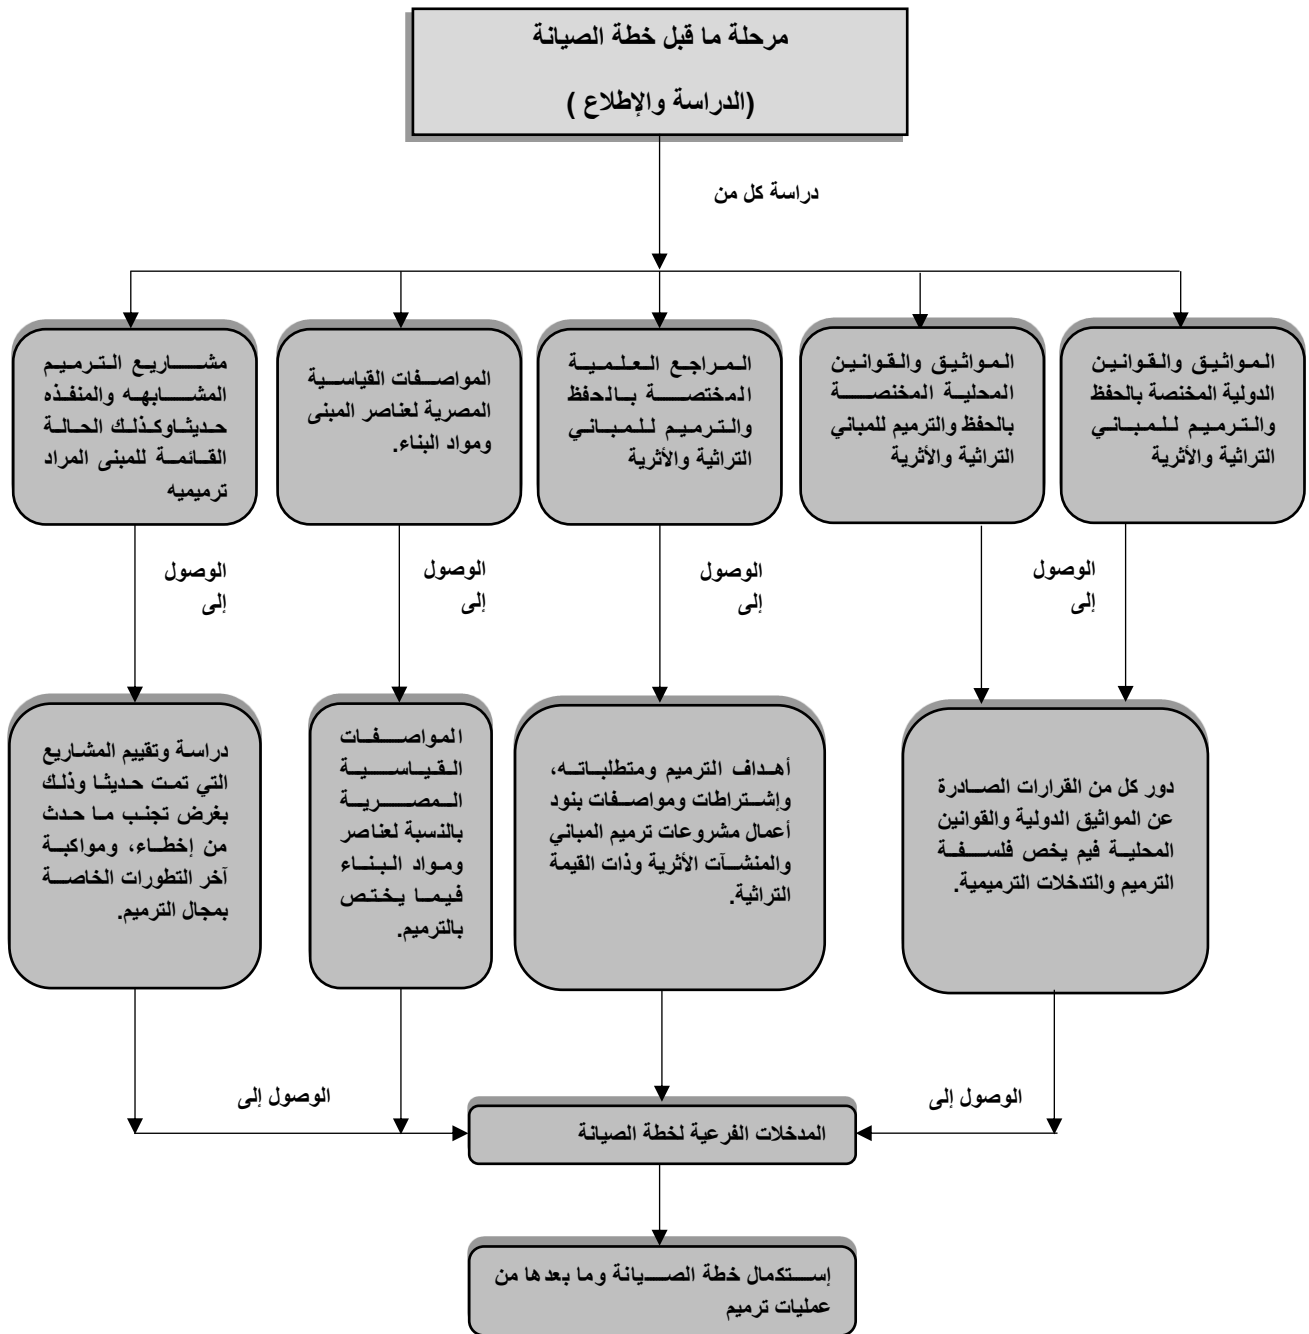 مرحلة ما قبل خطة الصيانة
(الدراسة والإطلاع )
دراسة كل من
المواثيق والقوانين
الدولية المختصة بالحفظ
والترميم للمباني
التراثية والأثرية
المواثيق والقوانين
المحلية المختصة
بالحفظ والترميم للمباني
التراثية والأثرية
المراجع العلمية
المختصة بالحفظ
والترميم للمباني
التراثية والأثرية
المواصفات القياسية
المصرية لعناصر المبنى
ومواد البناء.
مشاريع الترميم
المشابهه والمنفذه
حديثاوكذلك الحالة
القائمة للمبنى المراد
ترميميه
الوصول
إلى
الوصول
إلى
الوصول
إلى
الوصول
إلى
دور كل من القرارات الصادرة
عن المواثيق الدولية والقوانين
المحلية فيم يخص فلسفة
الترميم والتدخلات الترميمية.
أهداف الترميم ومتطلباته،
وإشتراطات ومواصفات بنود
أعمال مشروعات ترميم المباني
والمنشآت الأثرية وذات القيمة
التراثية.
المواصفات
القياسية
المصرية
بالنسبة لعناصر
ومواد البناء
فيما يختص
بالترميم.
دراسة وتقييم المشاريع
التي تمت حديثا وذلك
بغرض تجنب ما حدث
من إخطاء، ومواكبة
آخر التطورات الخاصة
بمجال الترميم.
الوصول إلى
الوصول إلى
المدخلات الفرعية لخطة الصيانة
إستكمال خطة الصيانة وما بعدها من
عمليات ترميم